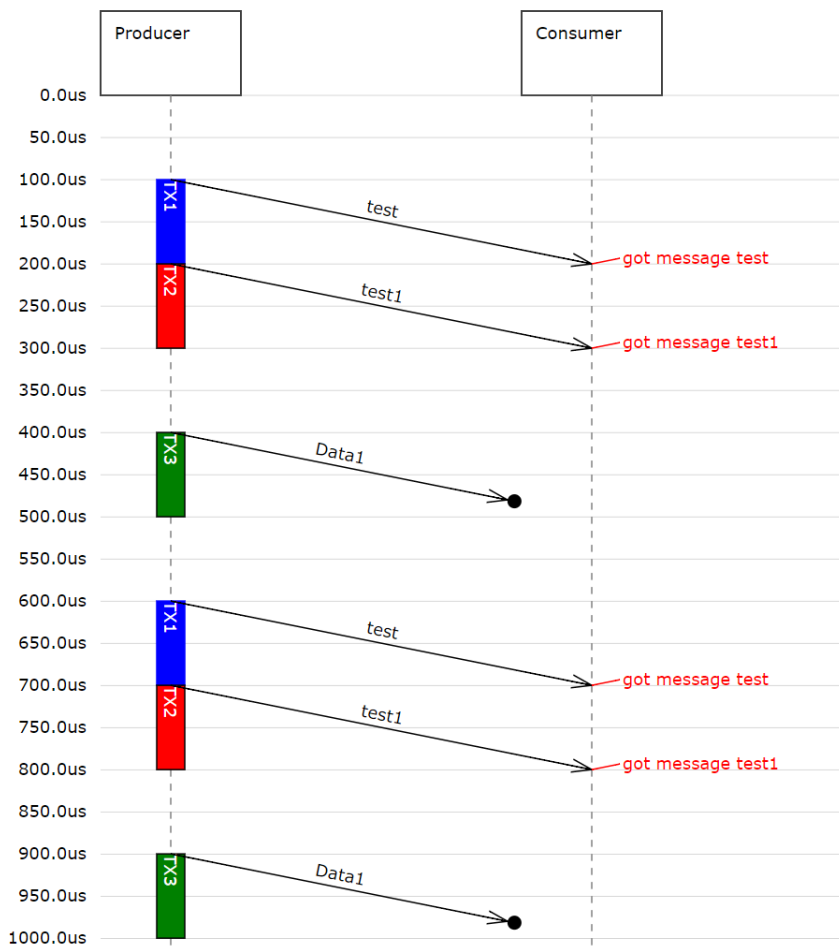 Producer
Consumer
0.0us
50.0us
100.0us
TX1
test
150.0us
200.0us
got message test
TX2
test1
250.0us
300.0us
got message test1
350.0us
400.0us
TX3
Data1
450.0us
500.0us
550.0us
600.0us
TX1
test
650.0us
700.0us
got message test
TX2
test1
750.0us
800.0us
got message test1
850.0us
900.0us
TX3
Data1
950.0us
1000.0us